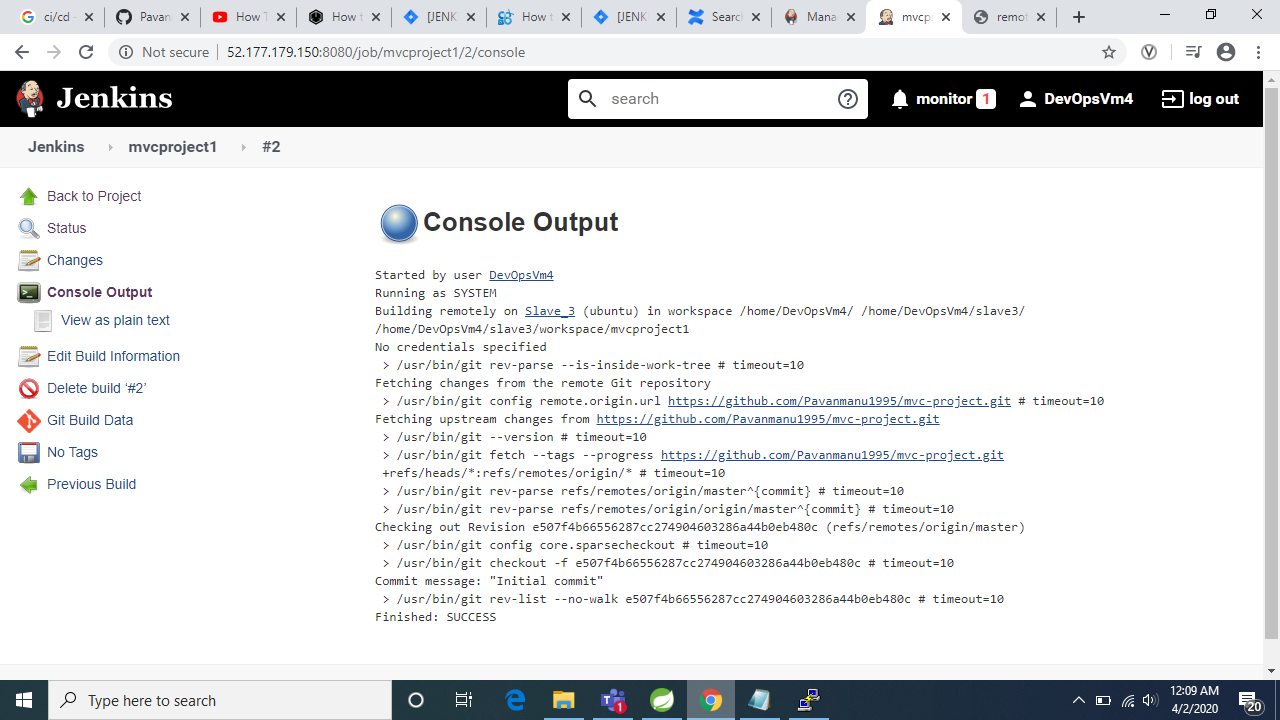 ci/cd
Pavan
How T
How t
[JENK
How t
[JENK
Search
Mana
mvcp
remot
Not secure
52.177.179.150:8080/job/mvcproject1/2/console
Jenkins
search
monitor 1
DevOpsVm4
log out
Jenkins
mvcproject1
#2
Back to Project
Status
Changes
Console Output
View as plain text
Edit Build Information
Delete build ‘#2’
Git Build Data
No Tags
Previous Build
Console Output
Started by user DevOpsVm4
Running as SYSTEM
Building remotely on Slave_3 (ubuntu) in workspace /home/DevOpsVm4/ /home/DevOpsVm4/slave3/
/home/DevOpsVm4/slave3/workspace/mvcproject1
No credentials specified
> /usr/bin/git rev-parse --is-inside-work-tree # timeout=10
Fetching changes from the remote Git repository
> /usr/bin/git config remote.origin.url https://github.com/Pavanmanu1995/mvc-project.git # timeout=10
Fetching upstream changes from https://github.com/Pavanmanu1995/mvc-project.git
> /usr/bin/git --version # timeout=10
> /usr/bin/git fetch --tags --progress https://github.com/Pavanmanu1995/mvc-project.git
+refs/heads/*:refs/remotes/origin/* # timeout=10
> /usr/bin/git rev-parse refs/remotes/origin/master^{commit} # timeout=10
> /usr/bin/git rev-parse refs/remotes/origin/origin/master^{commit} # timeout=10
Checking out Revision e507f4b66556287cc274904603286a44b0eb480c (refs/remotes/origin/master)
> /usr/bin/git config core.sparsecheckout # timeout=10
> /usr/bin/git checkout -f e507f4b66556287cc274904603286a44b0eb480c # timeout=10
Commit message: "Initial commit"
> /usr/bin/git rev-list --no-walk e507f4b66556287cc274904603286a44b0eb480c # timeout=10
Finished: SUCCESS
Type here to search
1
12:09 AM
4/2/2020
20